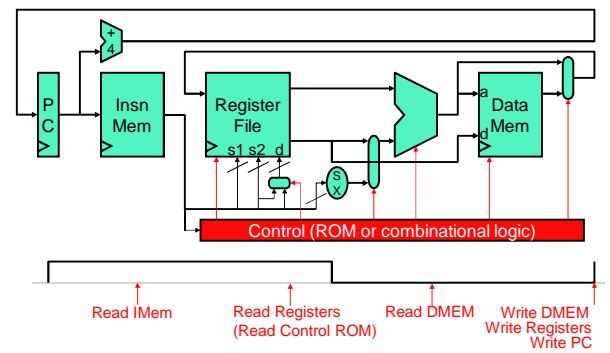 +
4
P
C
Insn
Mem
Register
File
s1 s2 d
S
X
a
Data
Mem
d
Control (ROM or combinational logic)
Read IMem
Read Registers
(Read Control ROM)
Read DMEM
Write DMEM
Write Registers
Write PC